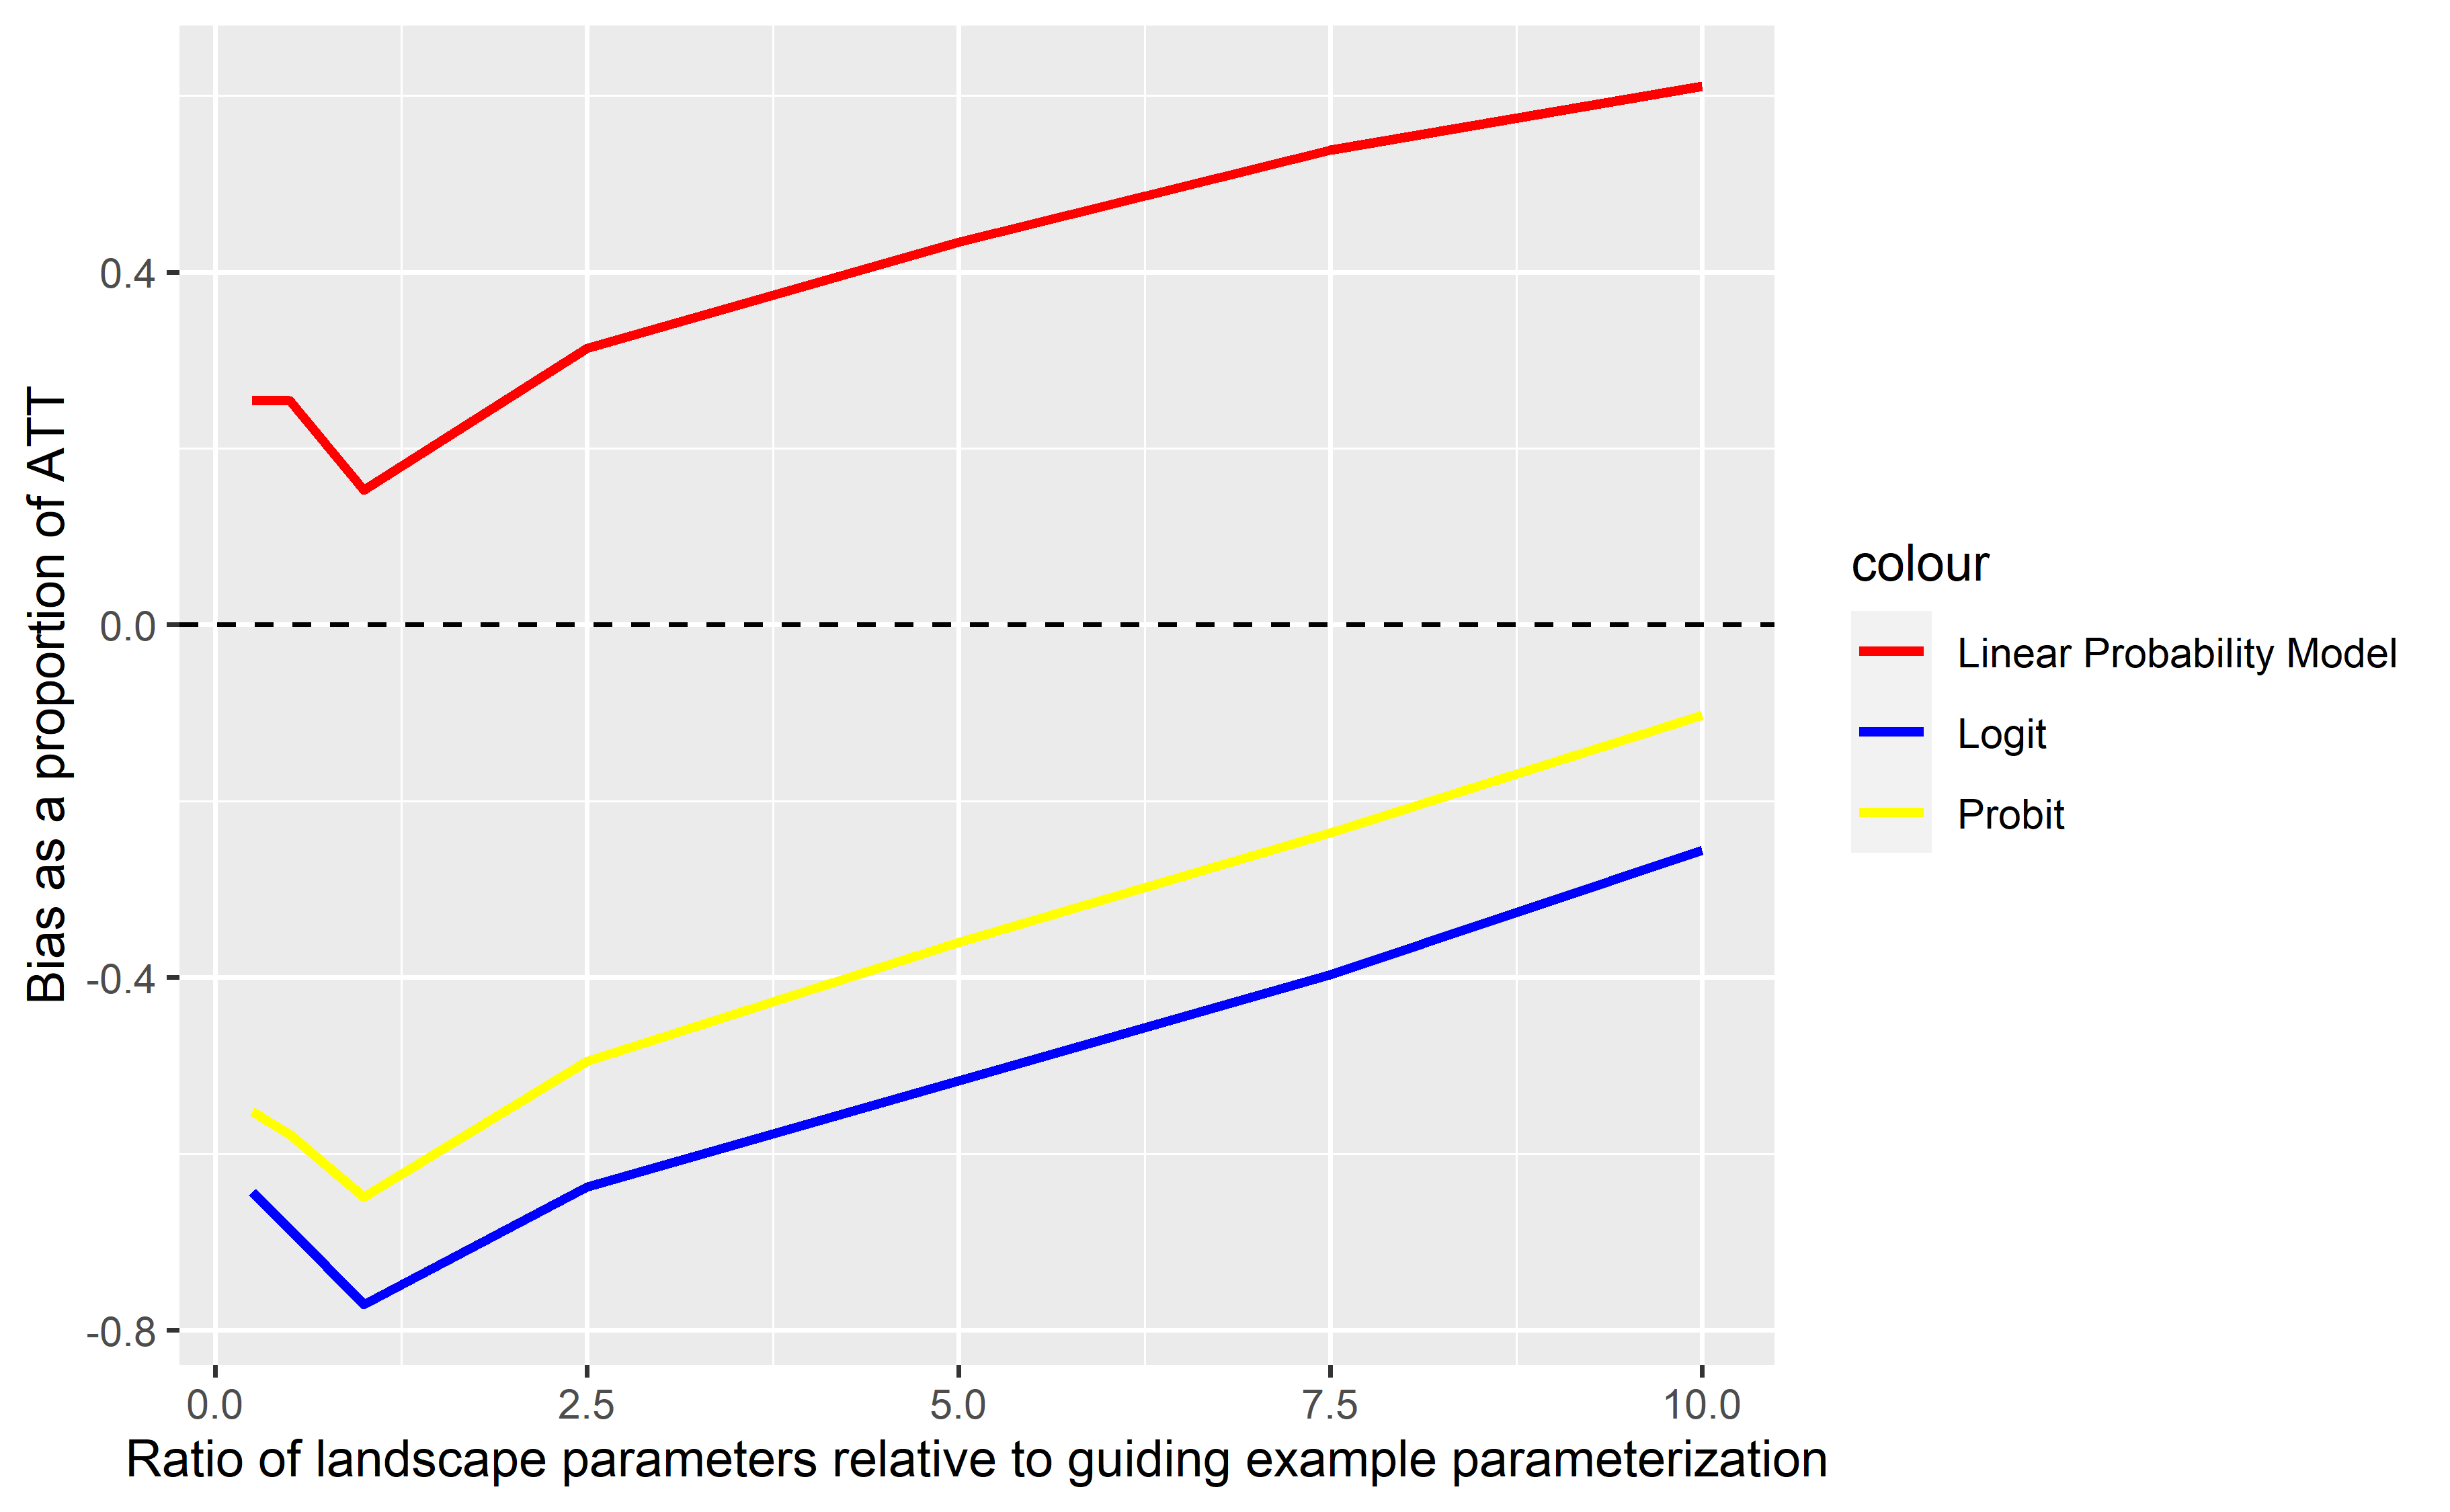 Bias as a proportion of ATT
0.4
0.0
-0.4
-0.8
0.0 2.5 5.0 7.5 10.0
Ratio of landscape parameters relative to guiding example parameterization
colour
Linear Probability Model
Logit
Probit